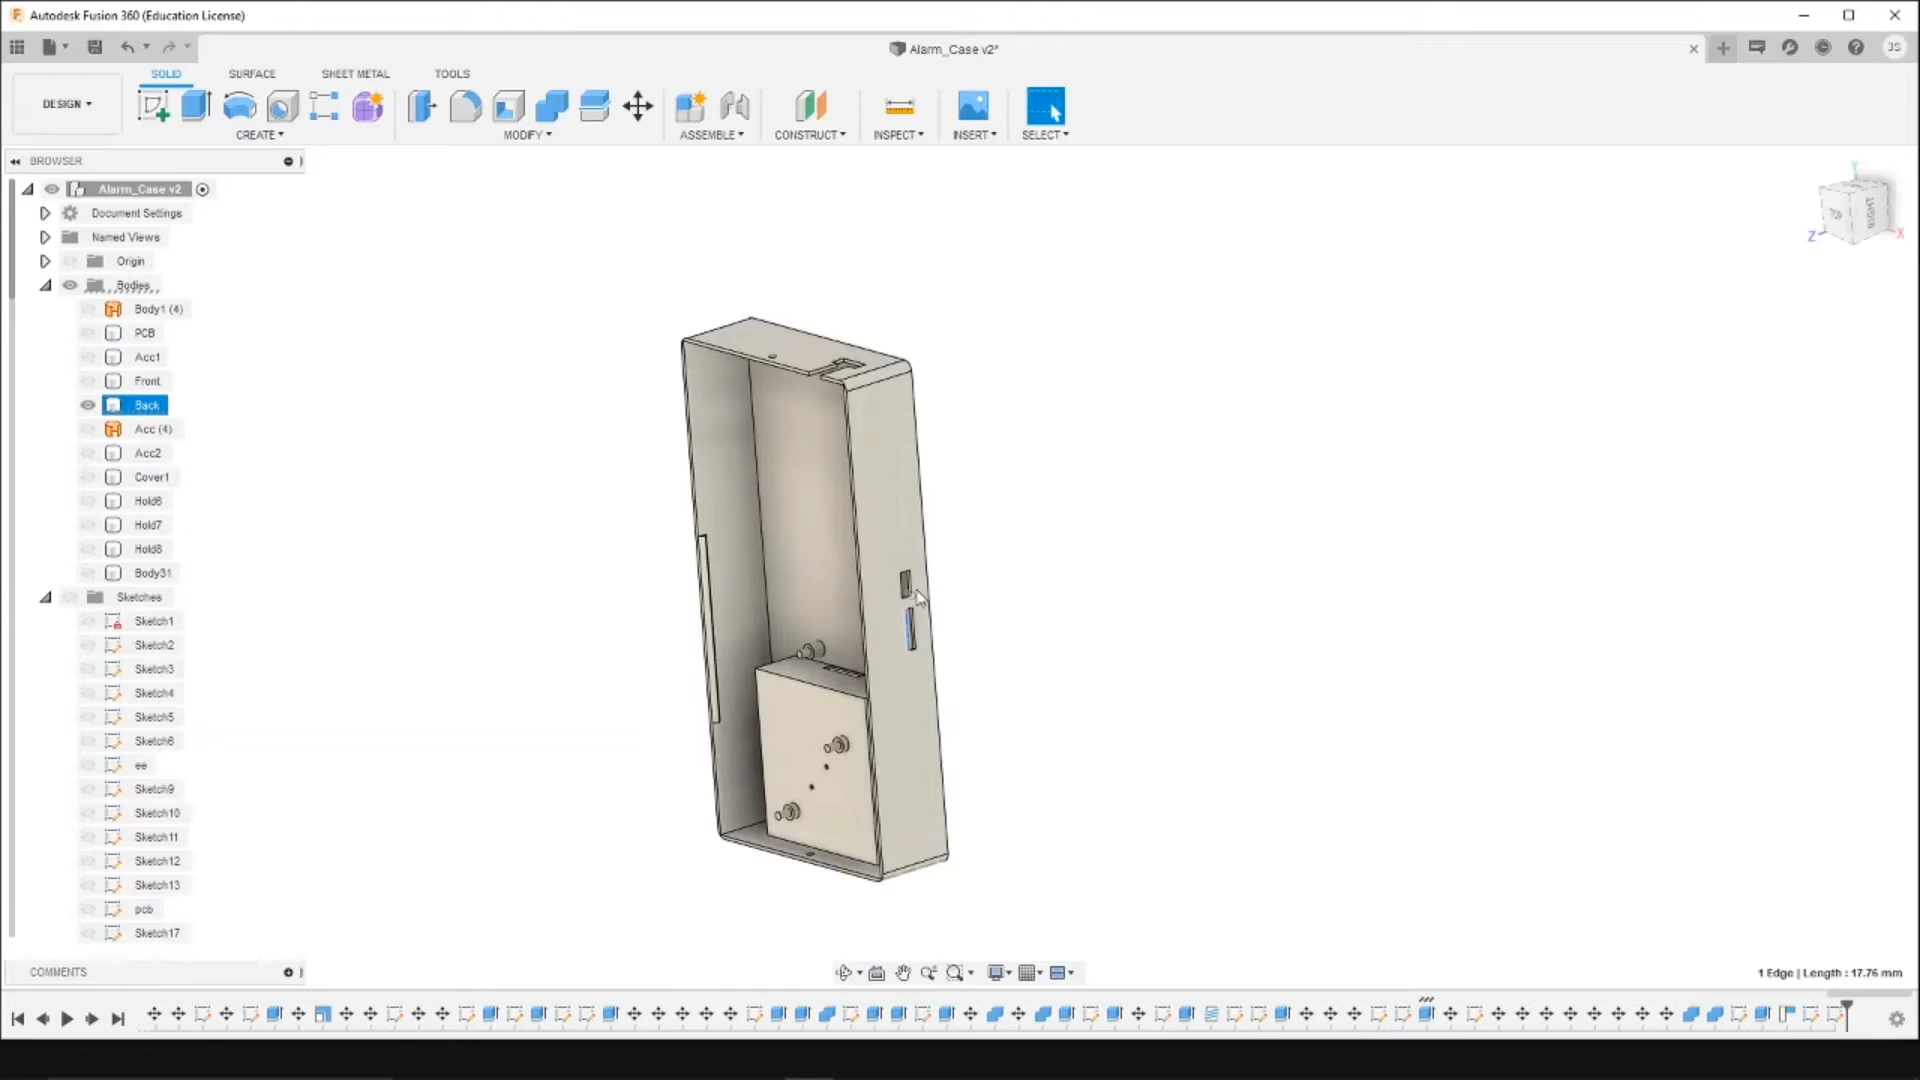 Autodesk Fusion 360 (Education License)
Alarm_Case v2*
JS
DESIGN
SOLID
SURFACE
SHEET METAL
TOOLS
CREATE
MODIFY
ASSEMBLE
CONSTRUCT
INSPECT
INSERT
SELECT
BROWSER
Alarm_Case v2
Document Settings
Named Views
Origin
Bodies
Body1 (4)
PCB
Acc1
Front
Back
Acc (4)
Acc2
Cover1
Hold6
Hold7
Hold8
Body31
Sketches
Sketch1
Sketch2
Sketch3
Sketch4
Sketch5
Sketch6
ee
Sketch9
Sketch10
Sketch11
Sketch12
Sketch13
pcb
Sketch17
Y
TOP
RIGHT
Z
X
COMMENTS
1 Edge | Length : 17.76 mm